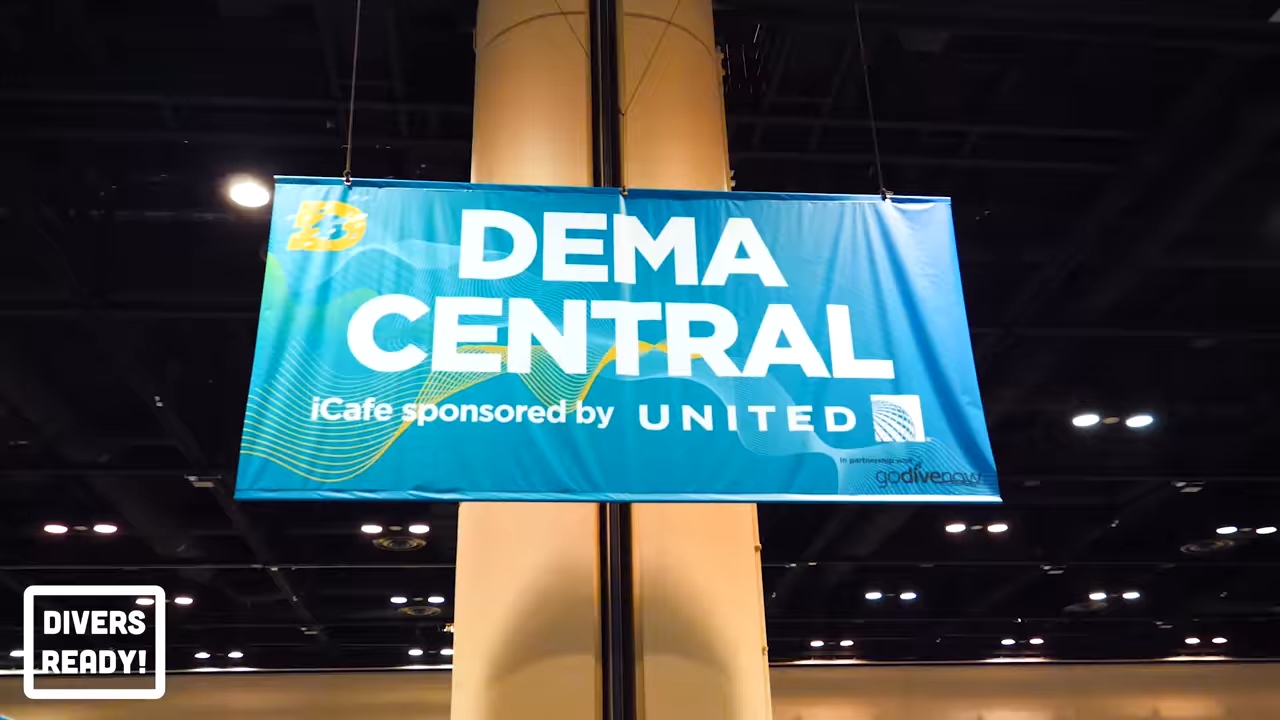 D
DEMA
CENTRAL
iCafe sponsored by UNITED
in partnership with
godivenow
DIVERS
READY!